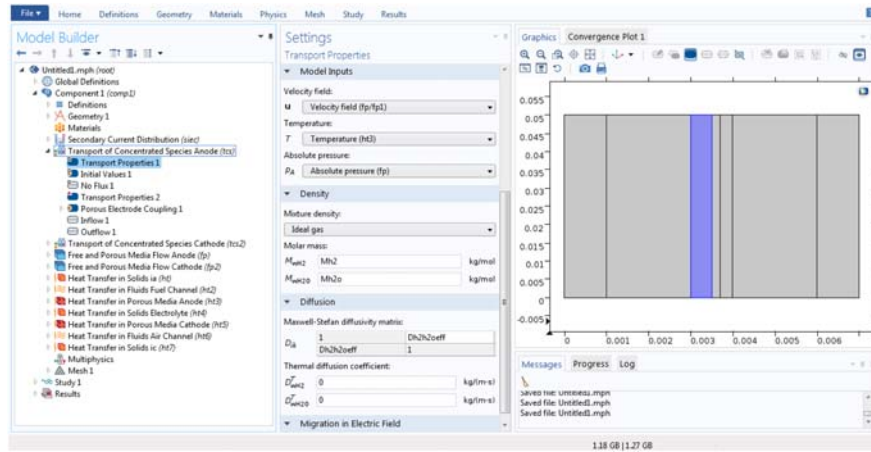 File Home Definitions Geometry Materials Physics Mesh Study Results
Model Builder
Untitled1.mph (root)
Global Definitions
Component 1 (comp1)
Definitions
Geometry 1
Materials
Secondary Current Distribution (siec)
Transport of Concentrated Species Anode (tcs)
Transport Properties 1
Initial Values 1
No Flux 1
Transport Properties 2
Porous Electrode Coupling 1
Inflow 1
Outflow 1
Transport of Concentrated Species Cathode (tcs2)
Free and Porous Media Flow Anode (fp)
Free and Porous Media Flow Cathode (fp2)
Heat Transfer in Solids ia (ht)
Heat Transfer in Fluids Fuel Channel (ht2)
Heat Transfer in Porous Media Anode (ht3)
Heat Transfer in Solids Electrolyte (ht4)
Heat Transfer in Porous Media Cathode (ht5)
Heat Transfer in Fluids Air Channel (ht6)
Heat Transfer in Solids ic (ht7)
Multiphysics
Mesh 1
Study 1
Results
Settings
Transport Properties
Model Inputs
Velocity field:
u Velocity field (fp/fp1)
Temperature:
T Temperature (ht3)
Absolute pressure:
pA Absolute pressure (fp)
Density
Mixture density:
Ideal gas
Molar mass:
MwH2 Mh2 kg/mol
MwH2O Mh2o kg/mol
Diffusion
Maxwell-Stefan diffusivity matrix:
Dik
1 Dh2h2oeff
Dh2h2oeff 1
Thermal diffusion coefficient:
DTwH2 0 kg/(m·s)
DTwH2O 0 kg/(m·s)
Migration in Electric Field
Graphics Convergence Plot 1
0.055
0.05
0.045
0.04
0.035
0.03
0.025
0.02
0.015
0.01
0.005
0
-0.005
0 0.001 0.002 0.003 0.004 0.005 0.006
Messages Progress Log
Saved file: Untitled1.mph
Saved file: Untitled1.mph
Saved file: Untitled1.mph
1.18 GB | 1.27 GB